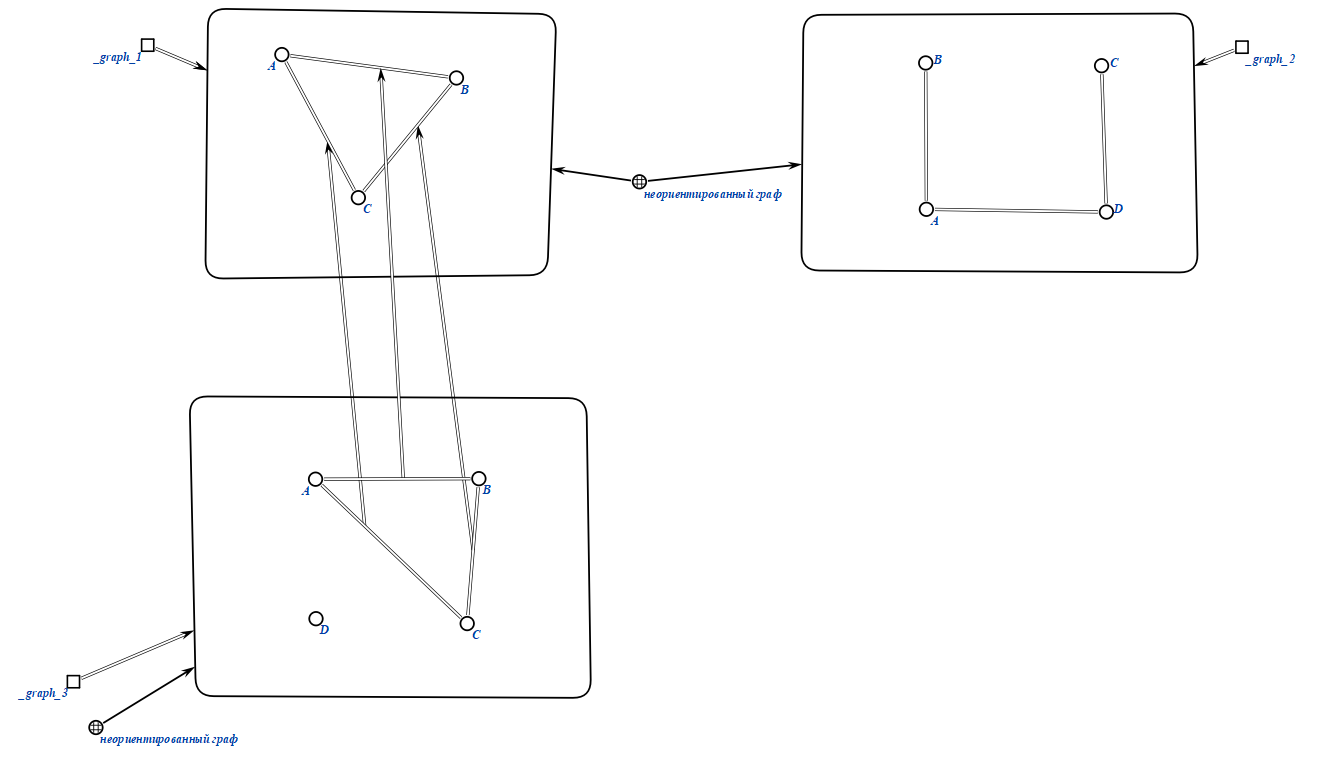 _graph_1
A
B
C
неориентированный граф
B
C
A
D
_graph_2
A
B
D
C
_graph_3
неориентированный граф